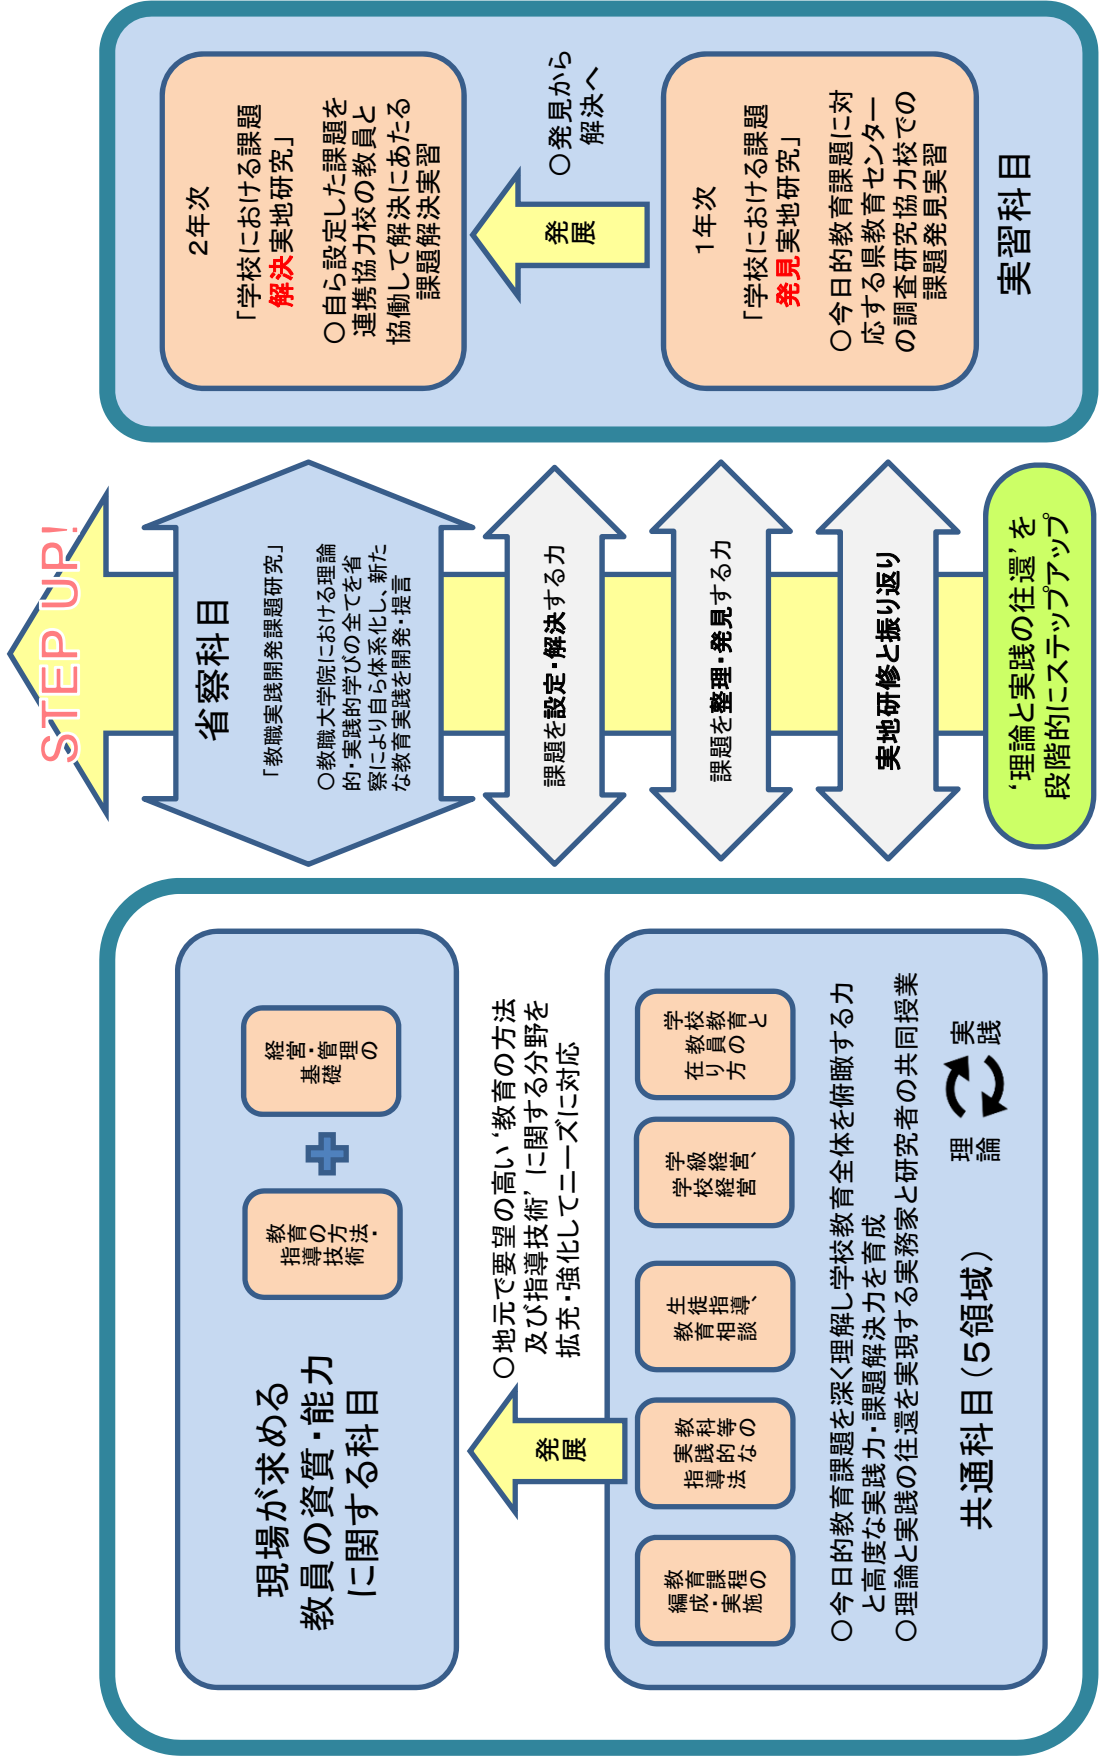 STEP UP!
現場が求める
教員の資質・能力
に関する科目
教育の方法・
指導技術
経営・管理の
基礎
発展
○地元で要望の高い‘教育の方法
及び指導技術’に関する分野を
拡充・強化してニーズに対応
教育課程の
編成・実施
教科等の
実践的な
指導法
生徒指導、
教育相談
学級経営、
学校経営
学校教育と
教員の
在り方
○今日的教育課題を深く理解し学校教育全体を俯瞰する力
と高度な実践力・課題解決力を育成
○理論と実践の往還を実現する実務家と研究者の共同授業
共通科目（５領域）
理論
実践
省察科目
「教職実践開発課題研究」
○教職大学院における理論
的・実践的学びの全てを省
察により自ら体系化し、新た
な教育実践を開発・提言
課題を設定・解決する力
課題を整理・発見する力
実地研修と振り返り
‘理論と実践の往還’を
段階的にステップアップ
２年次
「学校における課題
解決実地研究」
○自ら設定した課題を
連携協力校の教員と
協働して解決にあたる
課題解決実習
発展
○発見から
解決へ
１年次
「学校における課題
発見実地研究」
○今日的教育課題に対
応する県教育センター
の調査研究協力校での
課題発見実習
実習科目